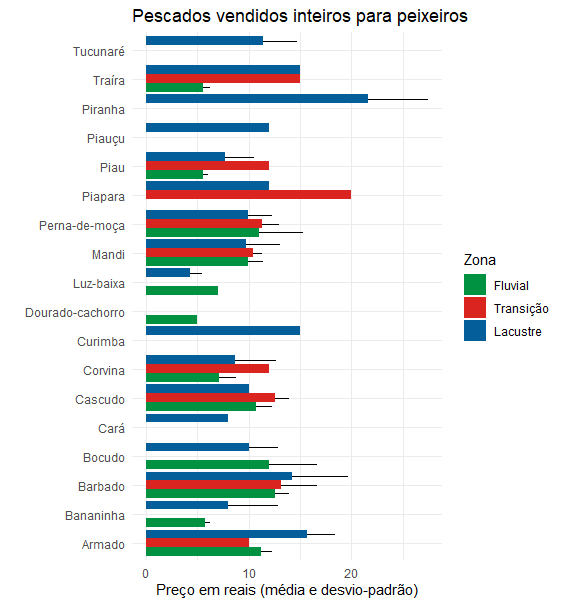 Pescados vendidos inteiros para peixeiros
Tucunaré
Traíra
Piranha
Piauçu
Piau
Piapara
Perna-de-moça
Mandi
Luz-baixa
Dourado-cachorro
Curimba
Corvina
Cascudo
Cará
Bocudo
Barbado
Bananinha
Armado
Zona
Fluvial
Transição
Lacustre
0 10 20
Preço em reais (média e desvio-padrão)